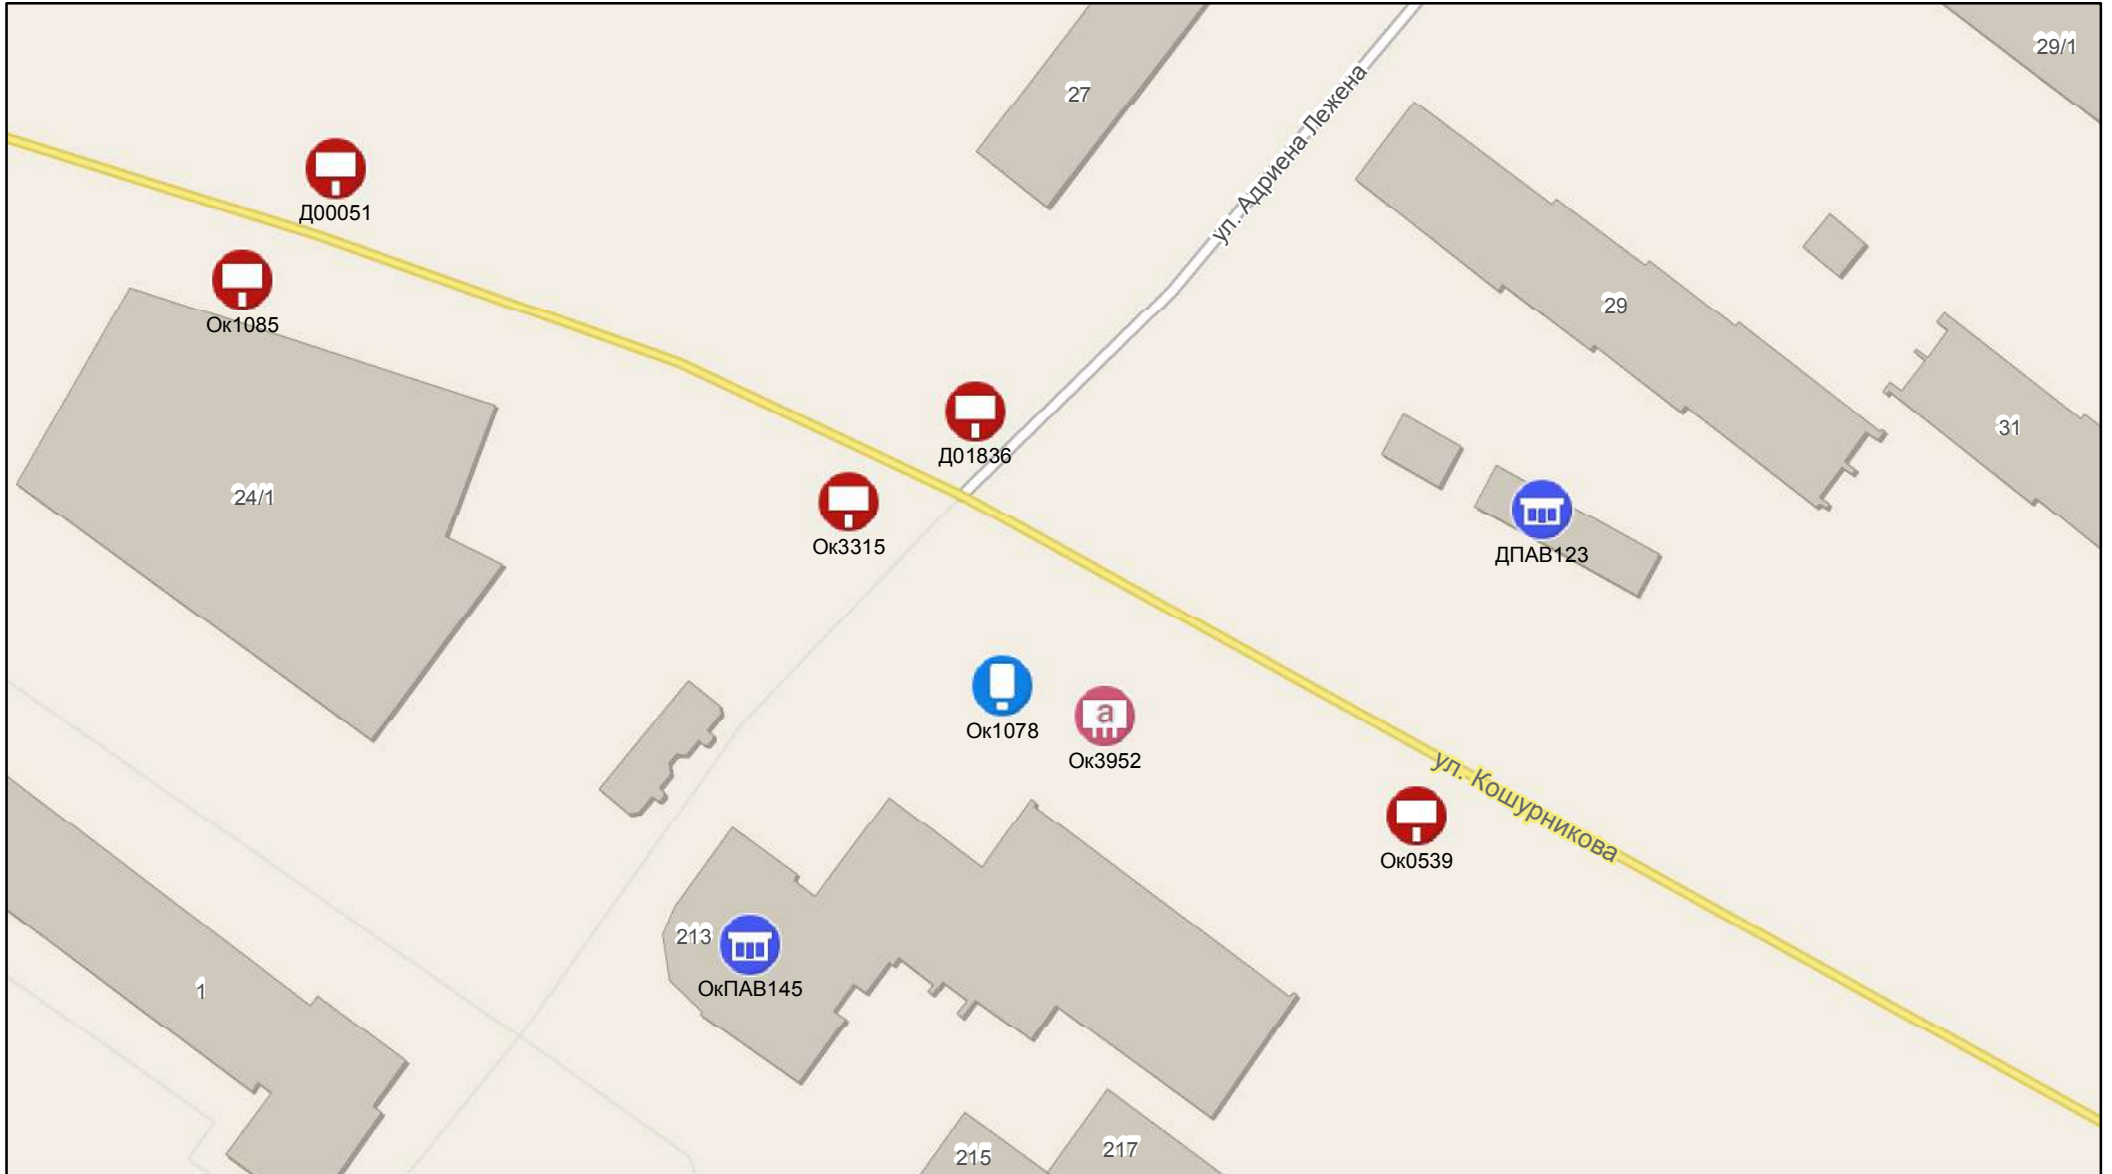 29/1
27
ул. Адриена Лежена
Д00051
29
Ок1085
31
Д01836
24/1
Ок3315
ДПАВ123
Ок1078
а
Ок3952
ул. Кошурникова
Ок0539
213
ОкПАВ145
1
215
217